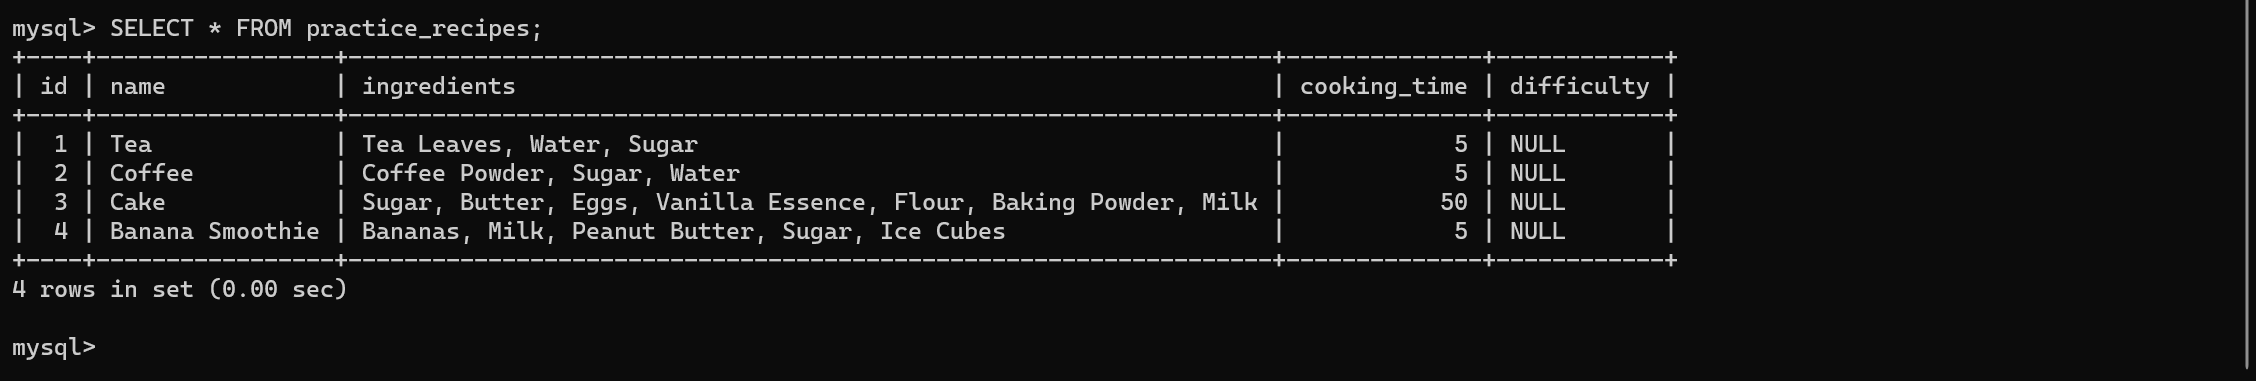 mysql> SELECT * FROM practice_recipes;
+----+-----------------+------------------------------------------------------------------+--------------+------------+
| id | name            | ingredients                                                      | cooking_time | difficulty |
+----+-----------------+------------------------------------------------------------------+--------------+------------+
|  1 | Tea             | Tea Leaves, Water, Sugar                                         |            5 | NULL       |
|  2 | Coffee          | Coffee Powder, Sugar, Water                                      |            5 | NULL       |
|  3 | Cake            | Sugar, Butter, Eggs, Vanilla Essence, Flour, Baking Powder, Milk |           50 | NULL       |
|  4 | Banana Smoothie | Bananas, Milk, Peanut Butter, Sugar, Ice Cubes                   |            5 | NULL       |
+----+-----------------+------------------------------------------------------------------+--------------+------------+
4 rows in set (0.00 sec)
mysql>